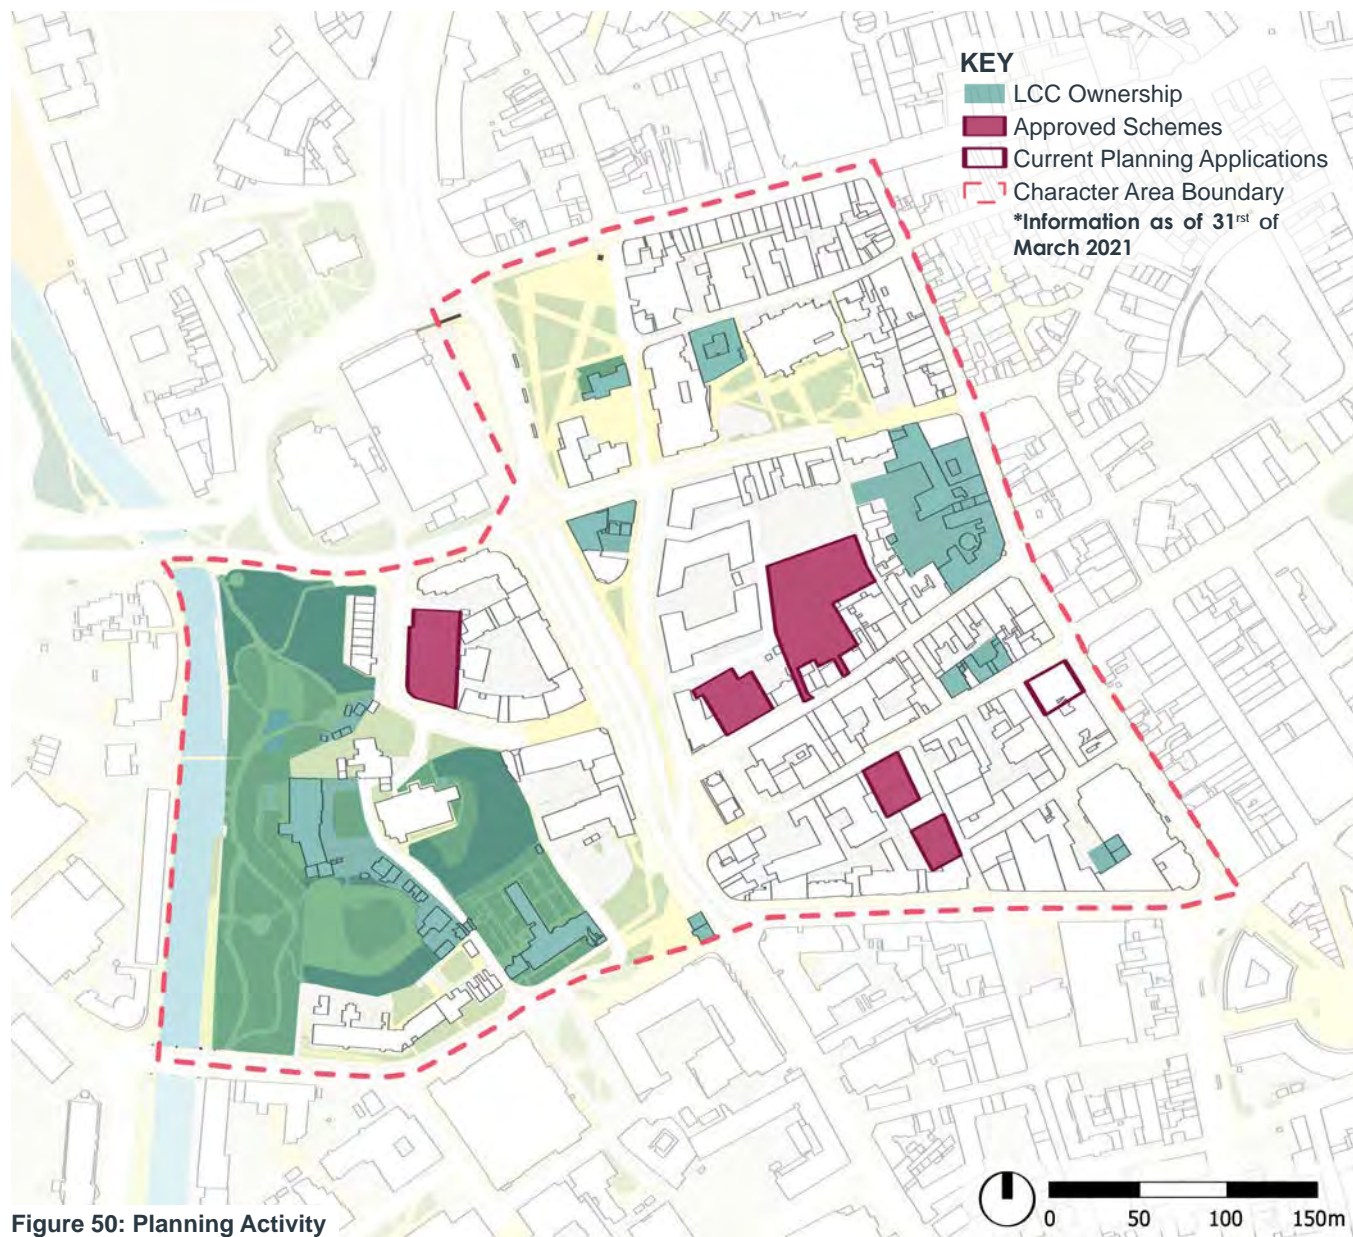 KEY
LCC Ownership
Approved Schemes
Current Planning Applications
Character Area Boundary
*Information as of 31rst of
March 2021
0 50 100 150m
Figure 50: Planning Activity